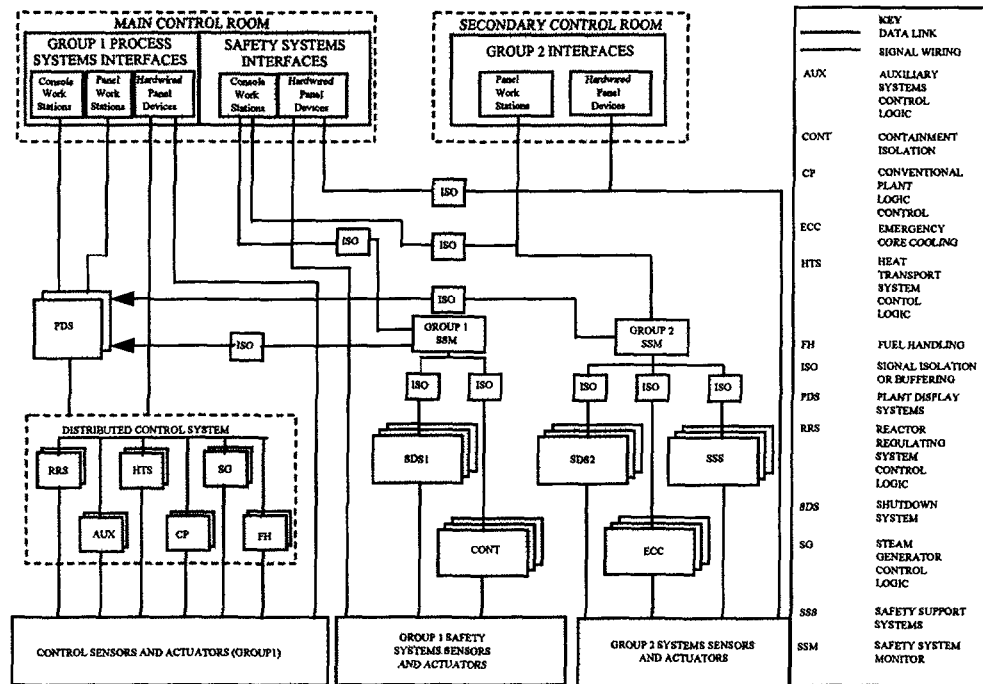 MAIN CONTROL ROOM
GROUP 1 PROCESS
SYSTEMS INTERFACES
Console
Work
Stations
Panel
Work
Stations
Hardwired
Panel
Devices
SAFETY SYSTEMS
INTERFACES
Console
Work
Stations
Hardwired
Panel
Devices
SECONDARY CONTROL ROOM
GROUP 2 INTERFACES
Panel
Work
Stations
Hardwired
Panel
Devices
ISO
ISO
ISO
ISO
PDS
ISO
GROUP 1
SSM
GROUP 2
SSM
ISO
ISO
ISO
ISO
ISO
DISTRIBUTED CONTROL SYSTEM
RRS
HTS
SG
AUX
CP
FH
SDS1
SDS2
SSS
CONT
ECC
CONTROL SENSORS AND ACTUATORS (GROUP1)
GROUP 1 SAFETY
SYSTEMS SENSORS
AND ACTUATORS
GROUP 2 SYSTEMS SENSORS
AND ACTUATORS
KEY
DATA LINK
SIGNAL WIRING
AUX AUXILIARY
SYSTEMS
CONTROL
LOGIC
CONT CONTAINMENT
ISOLATION
CP CONVENTIONAL
PLANT
LOGIC
CONTROL
ECC EMERGENCY
CORE COOLING
HTS HEAT
TRANSPORT
SYSTEM
CONTOL
LOGIC
FH FUEL HANDLING
ISO SIGNAL ISOLATION
OR BUFFERING
PDS PLANT DISPLAY
SYSTEMS
RRS REACTOR
REGULATING
SYSTEM
CONTROL
LOGIC
SDS SHUTDOWN
SYSTEM
SG STEAM
GENERATOR
CONTROL
LOGIC
SSS SAFETY SUPPORT
SYSTEMS
SSM SAFETY SYSTEM
MONITOR